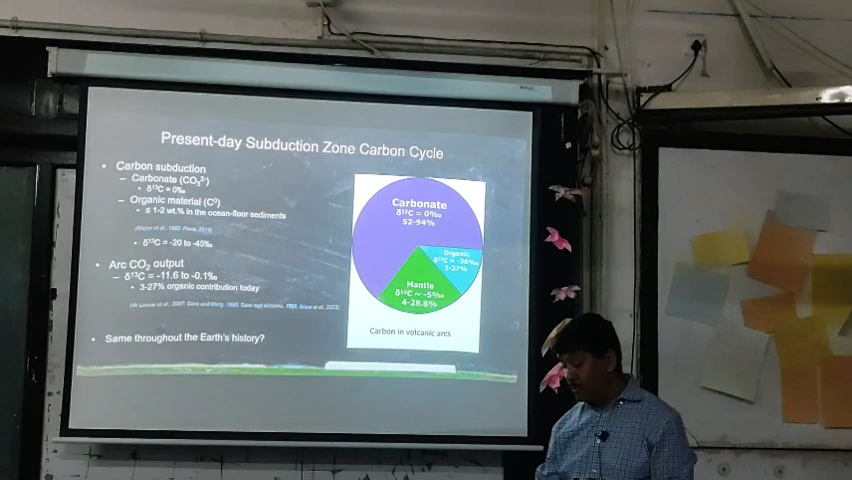 Present-day Subduction Zone Carbon Cycle
• Carbon subduction
– Carbonate (CO₃²⁻)
• δ¹³C = 0‰
– Organic material (C⁰)
• ≤ 1-2 wt.% in the ocean-floor sediments
• δ¹³C = -20 to -45‰
• Arc CO₂ output
– δ¹³C = -11.6 to -0.1‰
• 3-27% organic contribution today
• Same throughout the Earth's history?
Carbonate
δ¹³C = 0‰
52-94%
Organic
δ¹³C = -30‰
3-27%
Mantle
δ¹³C ~ -5‰
4-28.6%
Carbon in volcanic arcs